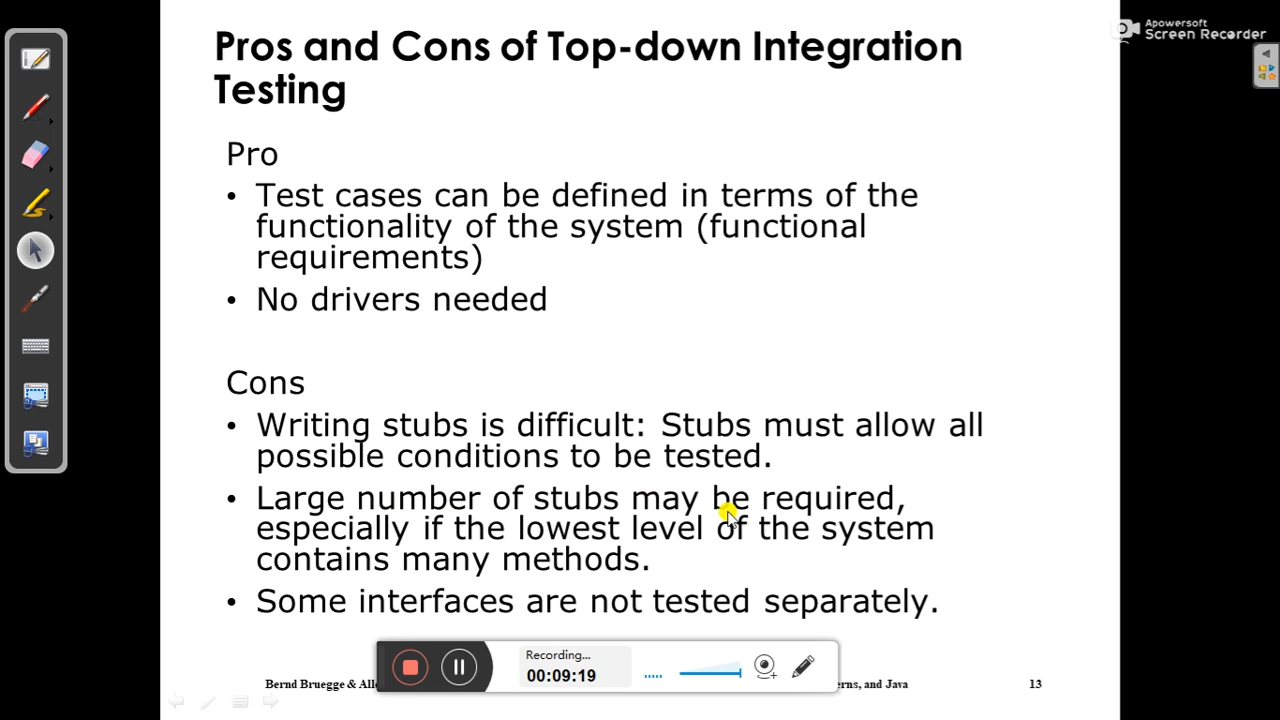 Apowersoft
Screen Recorder
Pros and Cons of Top-down Integration
Testing
Pro
• Test cases can be defined in terms of the
functionality of the system (functional
requirements)
• No drivers needed
Cons
• Writing stubs is difficult: Stubs must allow all
possible conditions to be tested.
• Large number of stubs may be required,
especially if the lowest level of the system
contains many methods.
• Some interfaces are not tested separately.
Recording...
00:09:19
Bernd Bruegge & All
rns, and Java
13